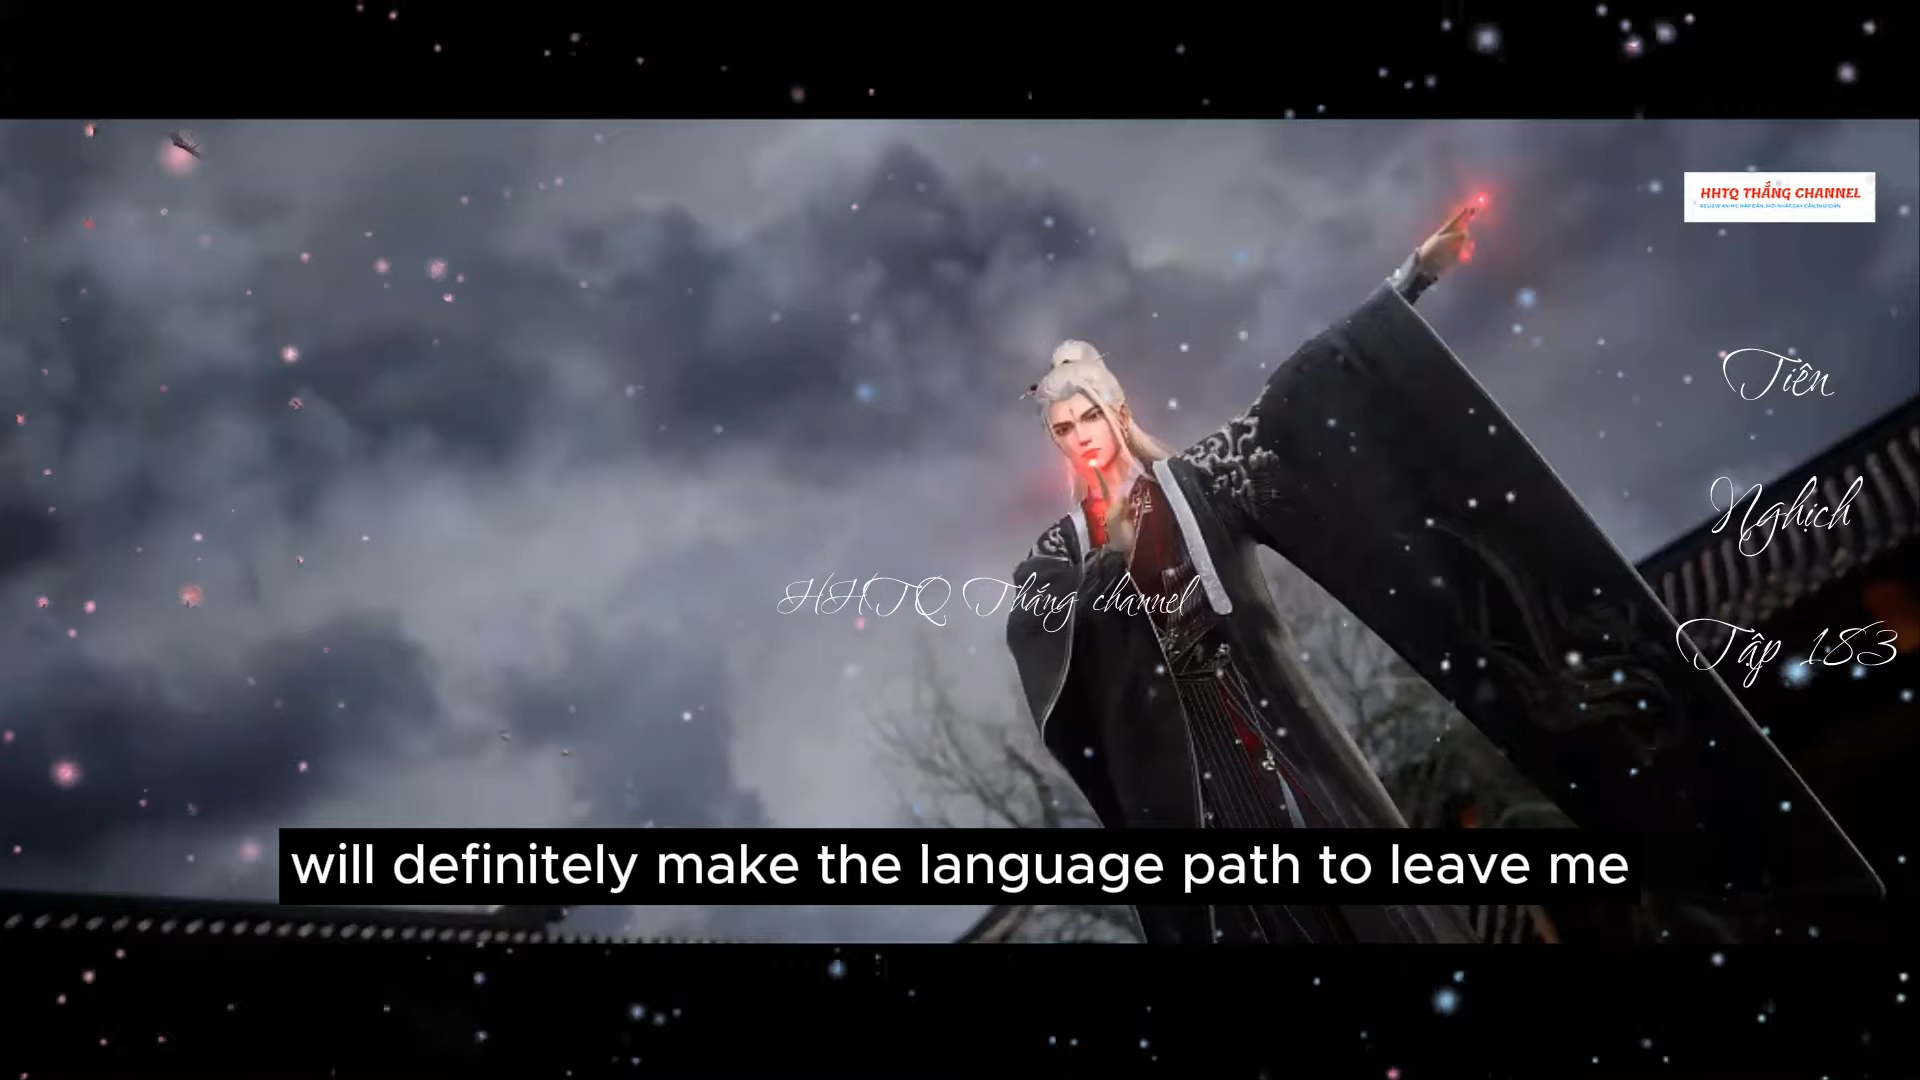 HHTQ THẮNG CHANNEL
Tiên
Nghịch
HHTQ Thắng channel
Tập 183
will definitely make the language path to leave me